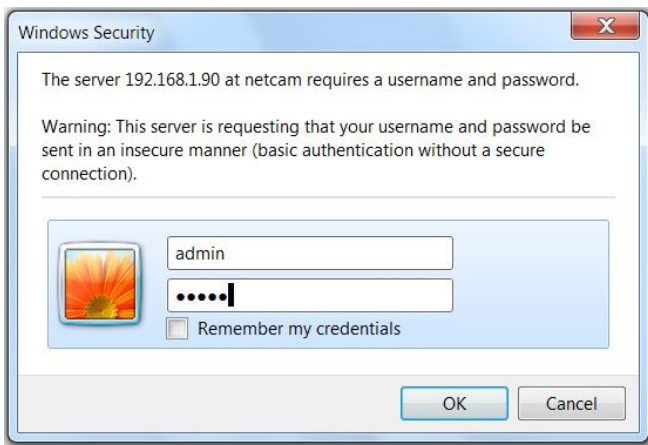 Windows Security
The server 192.168.1.90 at netcam requires a username and password.
Warning: This server is requesting that your username and password be
sent in an insecure manner (basic authentication without a secure
connection).
admin
•••••
Remember my credentials
OK Cancel